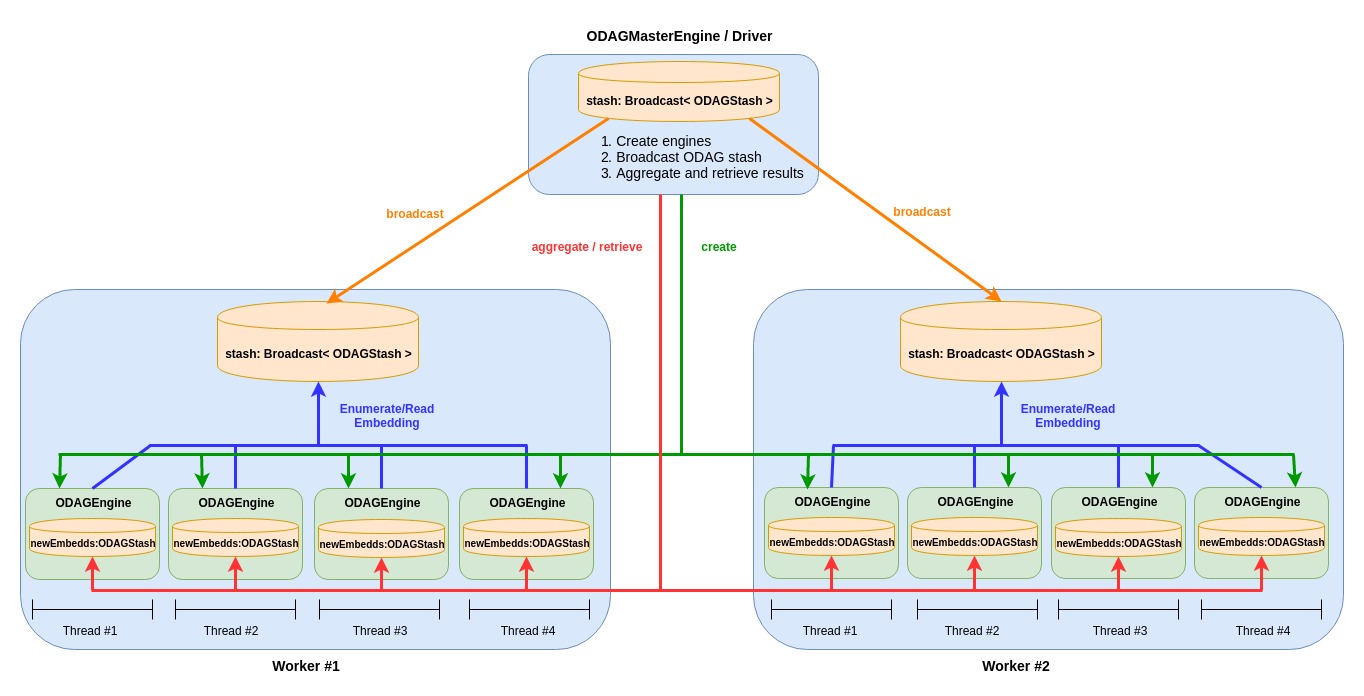 ODAGMasterEngine / Driver
stash: Broadcast< ODAGStash >
1. Create engines
2. Broadcast ODAG stash
3. Aggregate and retrieve results
broadcast
broadcast
aggregate / retrieve
create
stash: Broadcast< ODAGStash >
stash: Broadcast< ODAGStash >
Enumerate/Read
Embedding
Enumerate/Read
Embedding
ODAGEngine
ODAGEngine
ODAGEngine
ODAGEngine
ODAGEngine
ODAGEngine
ODAGEngine
ODAGEngine
newEmbedds:ODAGStash
newEmbedds:ODAGStash
newEmbedds:ODAGStash
newEmbedds:ODAGStash
newEmbedds:ODAGStash
newEmbedds:ODAGStash
newEmbedds:ODAGStash
newEmbedds:ODAGStash
Thread #1
Thread #2
Thread #3
Thread #4
Thread #1
Thread #2
Thread #3
Thread #4
Worker #1
Worker #2